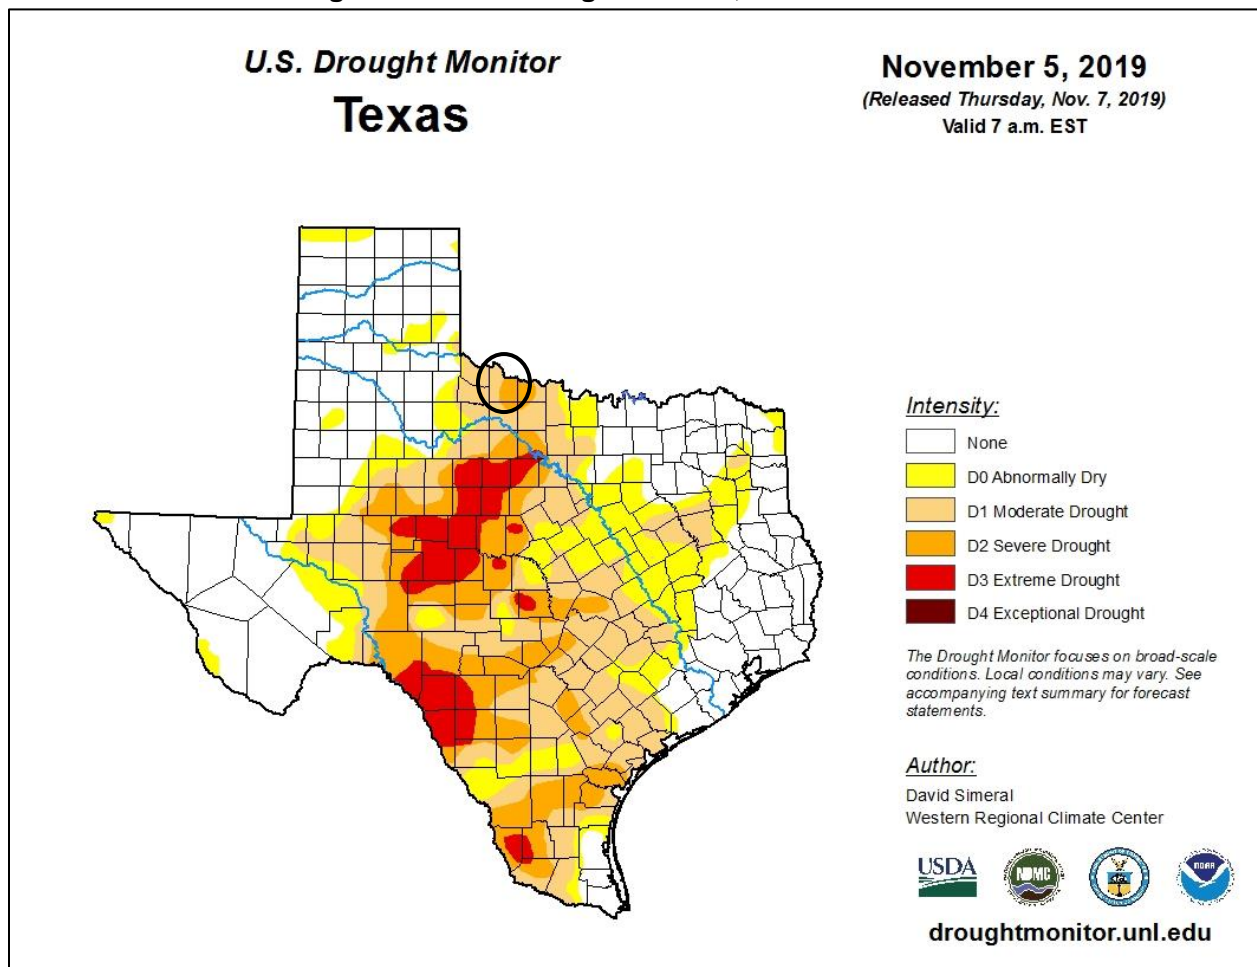 U.S. Drought Monitor
Texas
November 5, 2019
(Released Thursday, Nov. 7, 2019)
Valid 7 a.m. EST
Intensity:
None
D0 Abnormally Dry
D1 Moderate Drought
D2 Severe Drought
D3 Extreme Drought
D4 Exceptional Drought
The Drought Monitor focuses on broad-scale
conditions. Local conditions may vary. See
accompanying text summary for forecast
statements.
Author:
David Simeral
Western Regional Climate Center
USDA
NDMC
NOAA
droughtmonitor.unl.edu